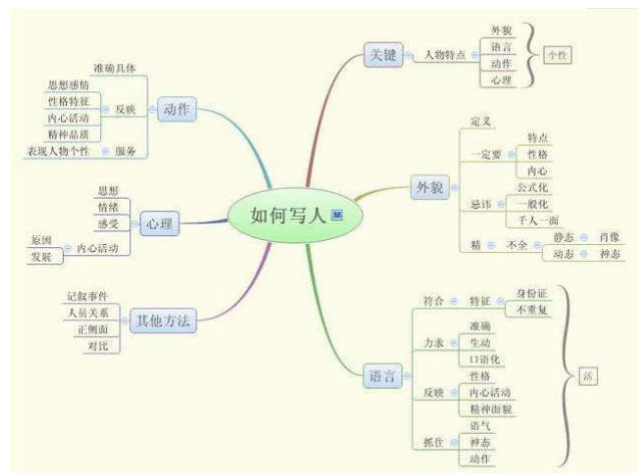 如何写人
关键
人物特点
外貌
语言
动作
心理
个性
外貌
定义
一定要
特点
性格
内心
忌讳
公式化
一般化
千人一面
精
不全
静态
肖像
动态
神态
语言
符合
特征
身份证
不重复
力求
准确
生动
口语化
反映
性格
内心活动
精神面貌
抓住
语气
神态
动作
活
动作
准确具体
反映
思想感情
性格特征
内心活动
精神品质
服务
表现人物个性
心理
思想
情绪
感受
内心活动
原因
发展
其他方法
记叙事件
人员关系
正侧面
对比